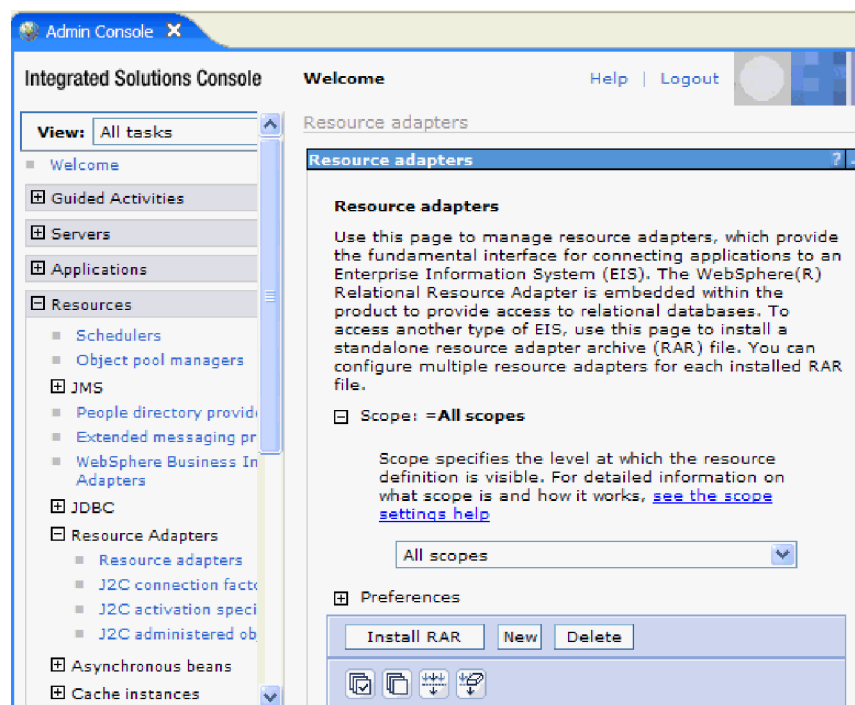 Admin Console
Integrated Solutions Console
Welcome
Help | Logout
View: All tasks
Welcome
Guided Activities
Servers
Applications
Resources
Schedulers
Object pool managers
JMS
People directory
Extended messaging
WebSphere Business
Adapters
JDBC
Resource Adapters
Resource adapters
J2C connection
J2C activation
J2C administered
Asynchronous beans
Cache instances
Resource adapters
Resource adapters ?
Resource adapters
Use this page to manage resource adapters, which provide
the fundamental interface for connecting applications to an
Enterprise Information System (EIS). The WebSphere(R)
Relational Resource Adapter is embedded within the
product to provide access to relational databases. To
access another type of EIS, use this page to install a
standalone resource adapter archive (RAR) file. You can
configure multiple resource adapters for each installed RAR
file.
Scope: =All scopes
Scope specifies the level at which the resource
definition is visible. For detailed information on
what scope is and how it works, see the scope
settings help
All scopes
Preferences
Install RAR New Delete